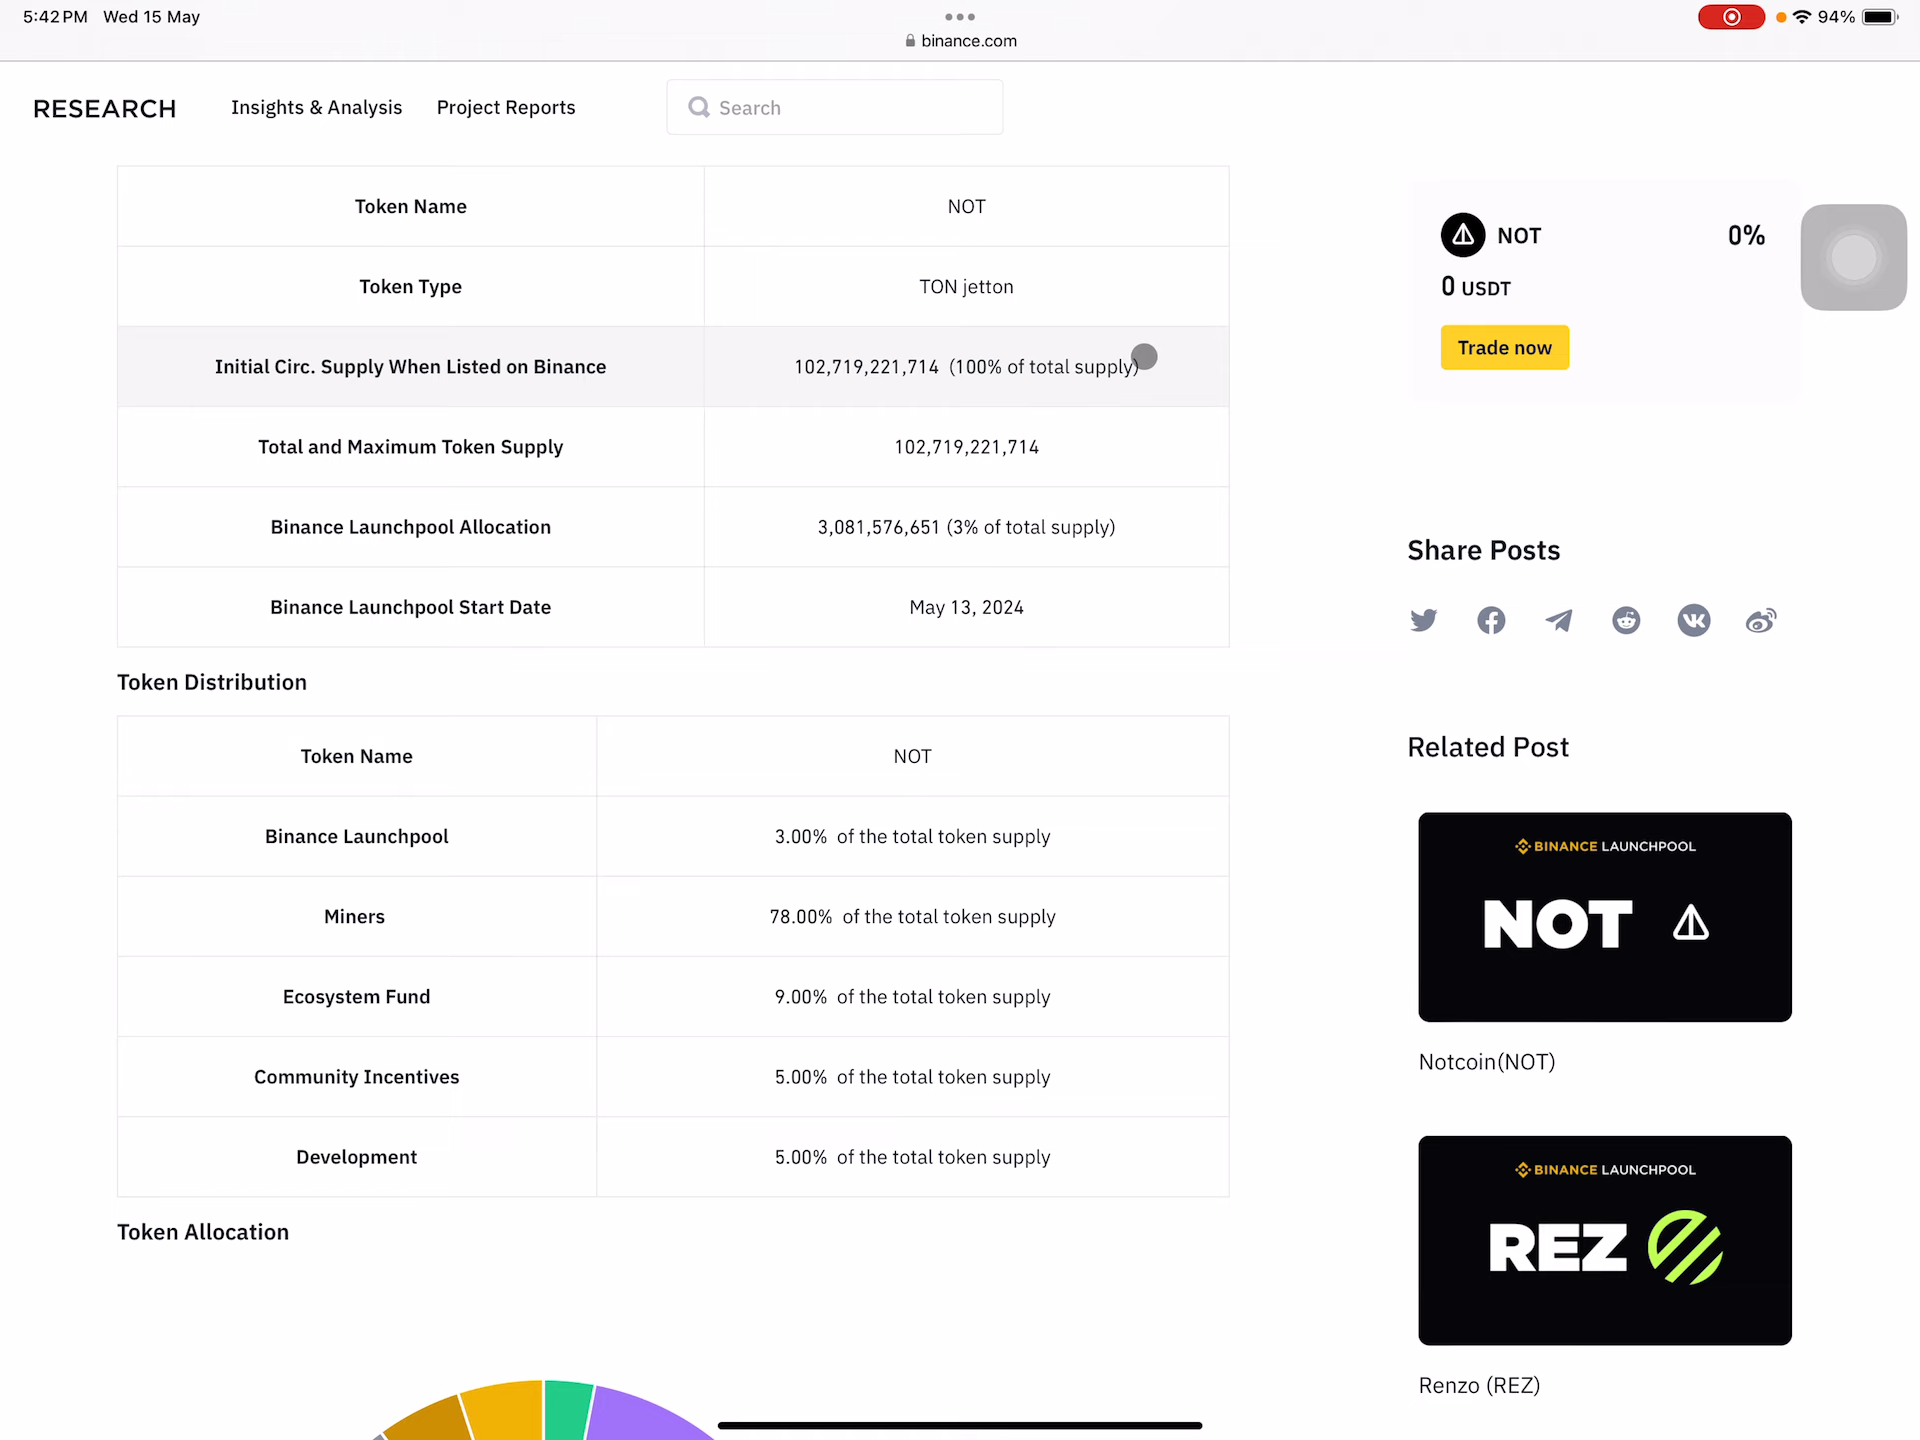 5:42 PM Wed 15 May
94%
binance.com
RESEARCH
Insights & Analysis
Project Reports
Search
Token Name NOT
Token Type TON jetton
Initial Circ. Supply When Listed on Binance 102,719,221,714 (100% of total supply)
Total and Maximum Token Supply 102,719,221,714
Binance Launchpool Allocation 3,081,576,651 (3% of total supply)
Binance Launchpool Start Date May 13, 2024
Token Distribution
Token Name NOT
Binance Launchpool 3.00% of the total token supply
Miners 78.00% of the total token supply
Ecosystem Fund 9.00% of the total token supply
Community Incentives 5.00% of the total token supply
Development 5.00% of the total token supply
Token Allocation
NOT 0%
0 USDT
Trade now
Share Posts
Related Post
BINANCE LAUNCHPOOL
NOT
Notcoin(NOT)
BINANCE LAUNCHPOOL
REZ
Renzo (REZ)